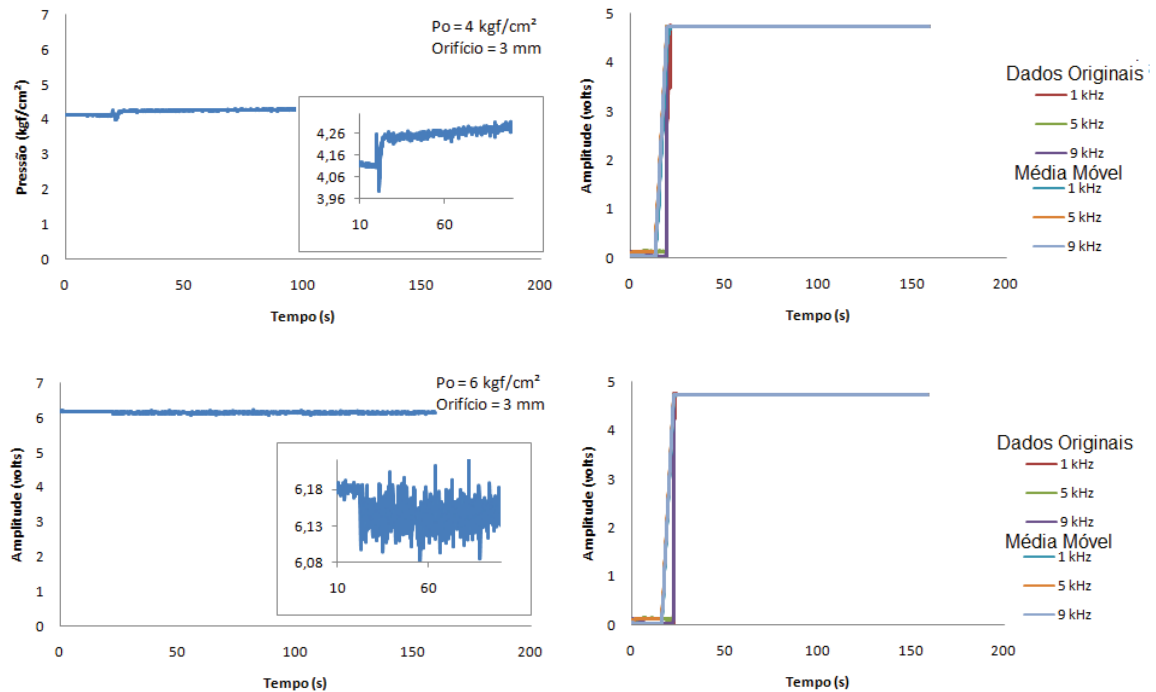 Po = 4 kgf/cm²
Orifício = 3 mm
Pressão (kgf/cm²)
7
6
5
4
3
2
1
0
4,26
4,16
4,06
3,96
10
60
0
50
100
150
200
Tempo (s)
Amplitude (volts)
5
4
3
2
1
0
0
50
100
150
200
Tempo (s)
Dados Originais
1 kHz
5 kHz
9 kHz
Média Móvel
1 kHz
5 kHz
9 kHz
Po = 6 kgf/cm²
Orifício = 3 mm
Amplitude (volts)
7
6
5
4
3
2
1
0
6,18
6,13
6,08
10
60
0
50
100
150
200
Tempo (s)
Amplitude (volts)
5
4
3
2
1
0
0
50
100
150
200
Tempo (s)
Dados Originais
1 kHz
5 kHz
9 kHz
Média Móvel
1 kHz
5 kHz
9 kHz